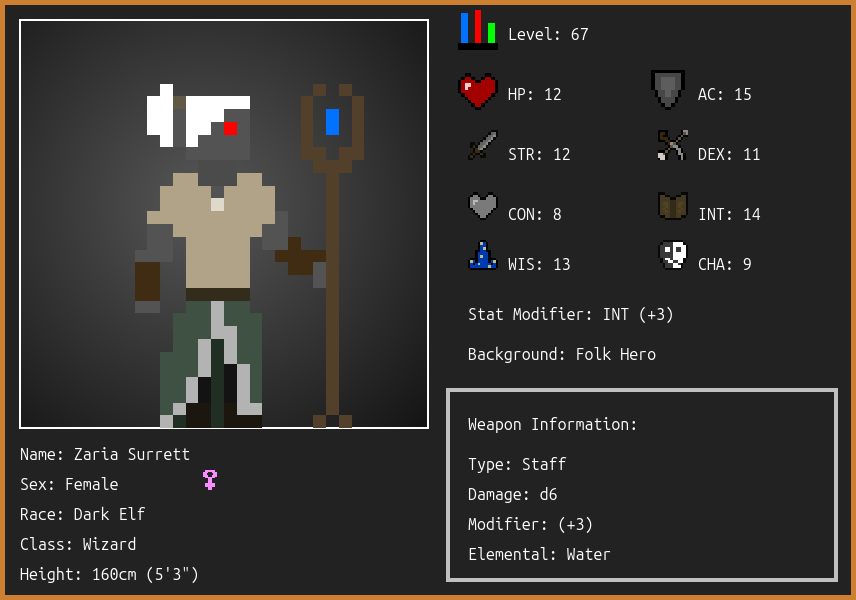 Level: 67
HP: 12
AC: 15
STR: 12
DEX: 11
CON: 8
INT: 14
WIS: 13
CHA: 9
Stat Modifier: INT (+3)
Background: Folk Hero
Weapon Information:
Type: Staff
Damage: d6
Modifier: (+3)
Elemental: Water
Name: Zaria Surrett
Sex: Female
Race: Dark Elf
Class: Wizard
Height: 160cm (5'3")